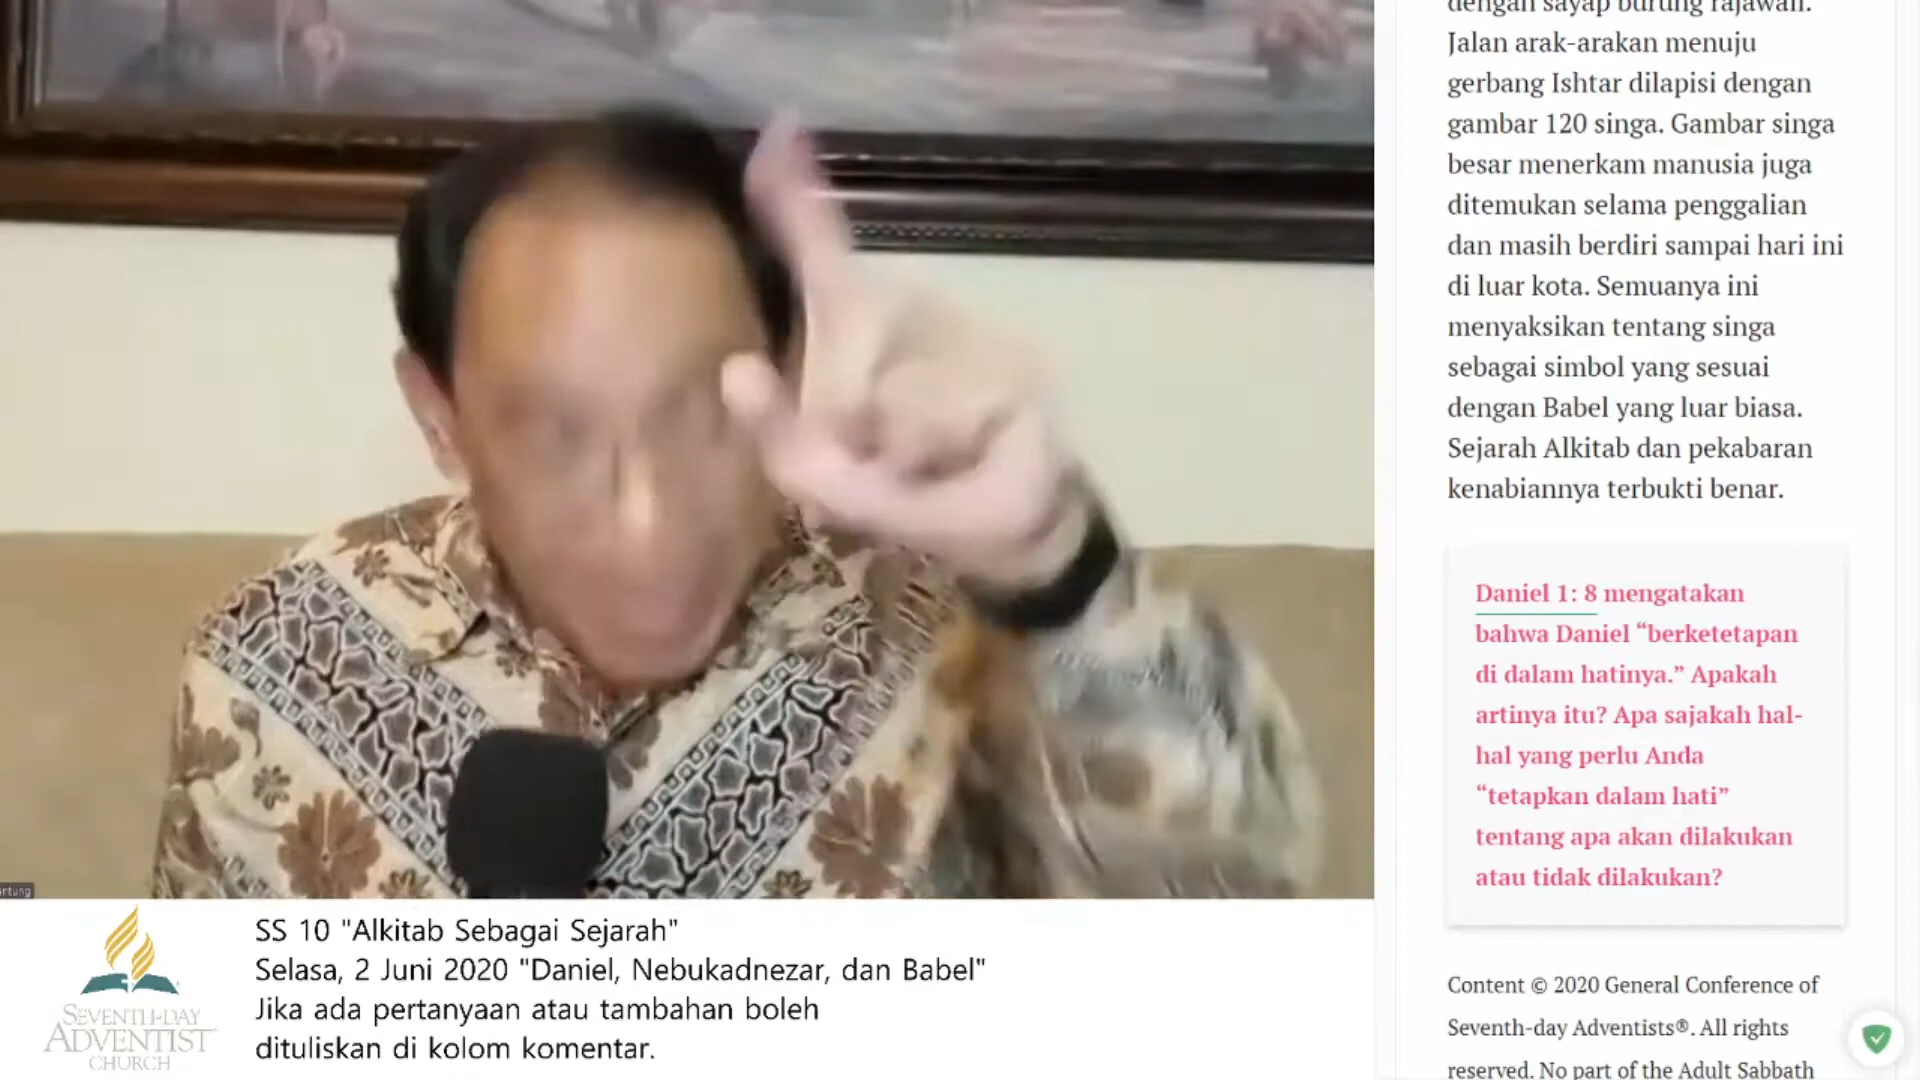 dengan sayap burung rajawali.
Jalan arak-arakan menuju
gerbang Ishtar dilapisi dengan
gambar 120 singa. Gambar singa
besar menerkam manusia juga
ditemukan selama penggalian
dan masih berdiri sampai hari ini
di luar kota. Semuanya ini
menyaksikan tentang singa
sebagai simbol yang sesuai
dengan Babel yang luar biasa.
Sejarah Alkitab dan pekabaran
kenabiannya terbukti benar.
Daniel 1: 8 mengatakan
bahwa Daniel “berketetapan
di dalam hatinya.” Apakah
artinya itu? Apa sajakah hal-
hal yang perlu Anda
“tetapkan dalam hati”
tentang apa akan dilakukan
atau tidak dilakukan?
Content © 2020 General Conference of
Seventh-day Adventists®. All rights
reserved. No part of the Adult Sabbath
SS 10 "Alkitab Sebagai Sejarah"
Selasa, 2 Juni 2020 "Daniel, Nebukadnezar, dan Babel"
Jika ada pertanyaan atau tambahan boleh
dituliskan di kolom komentar.
SEVENTH-DAY
ADVENTIST
CHURCH